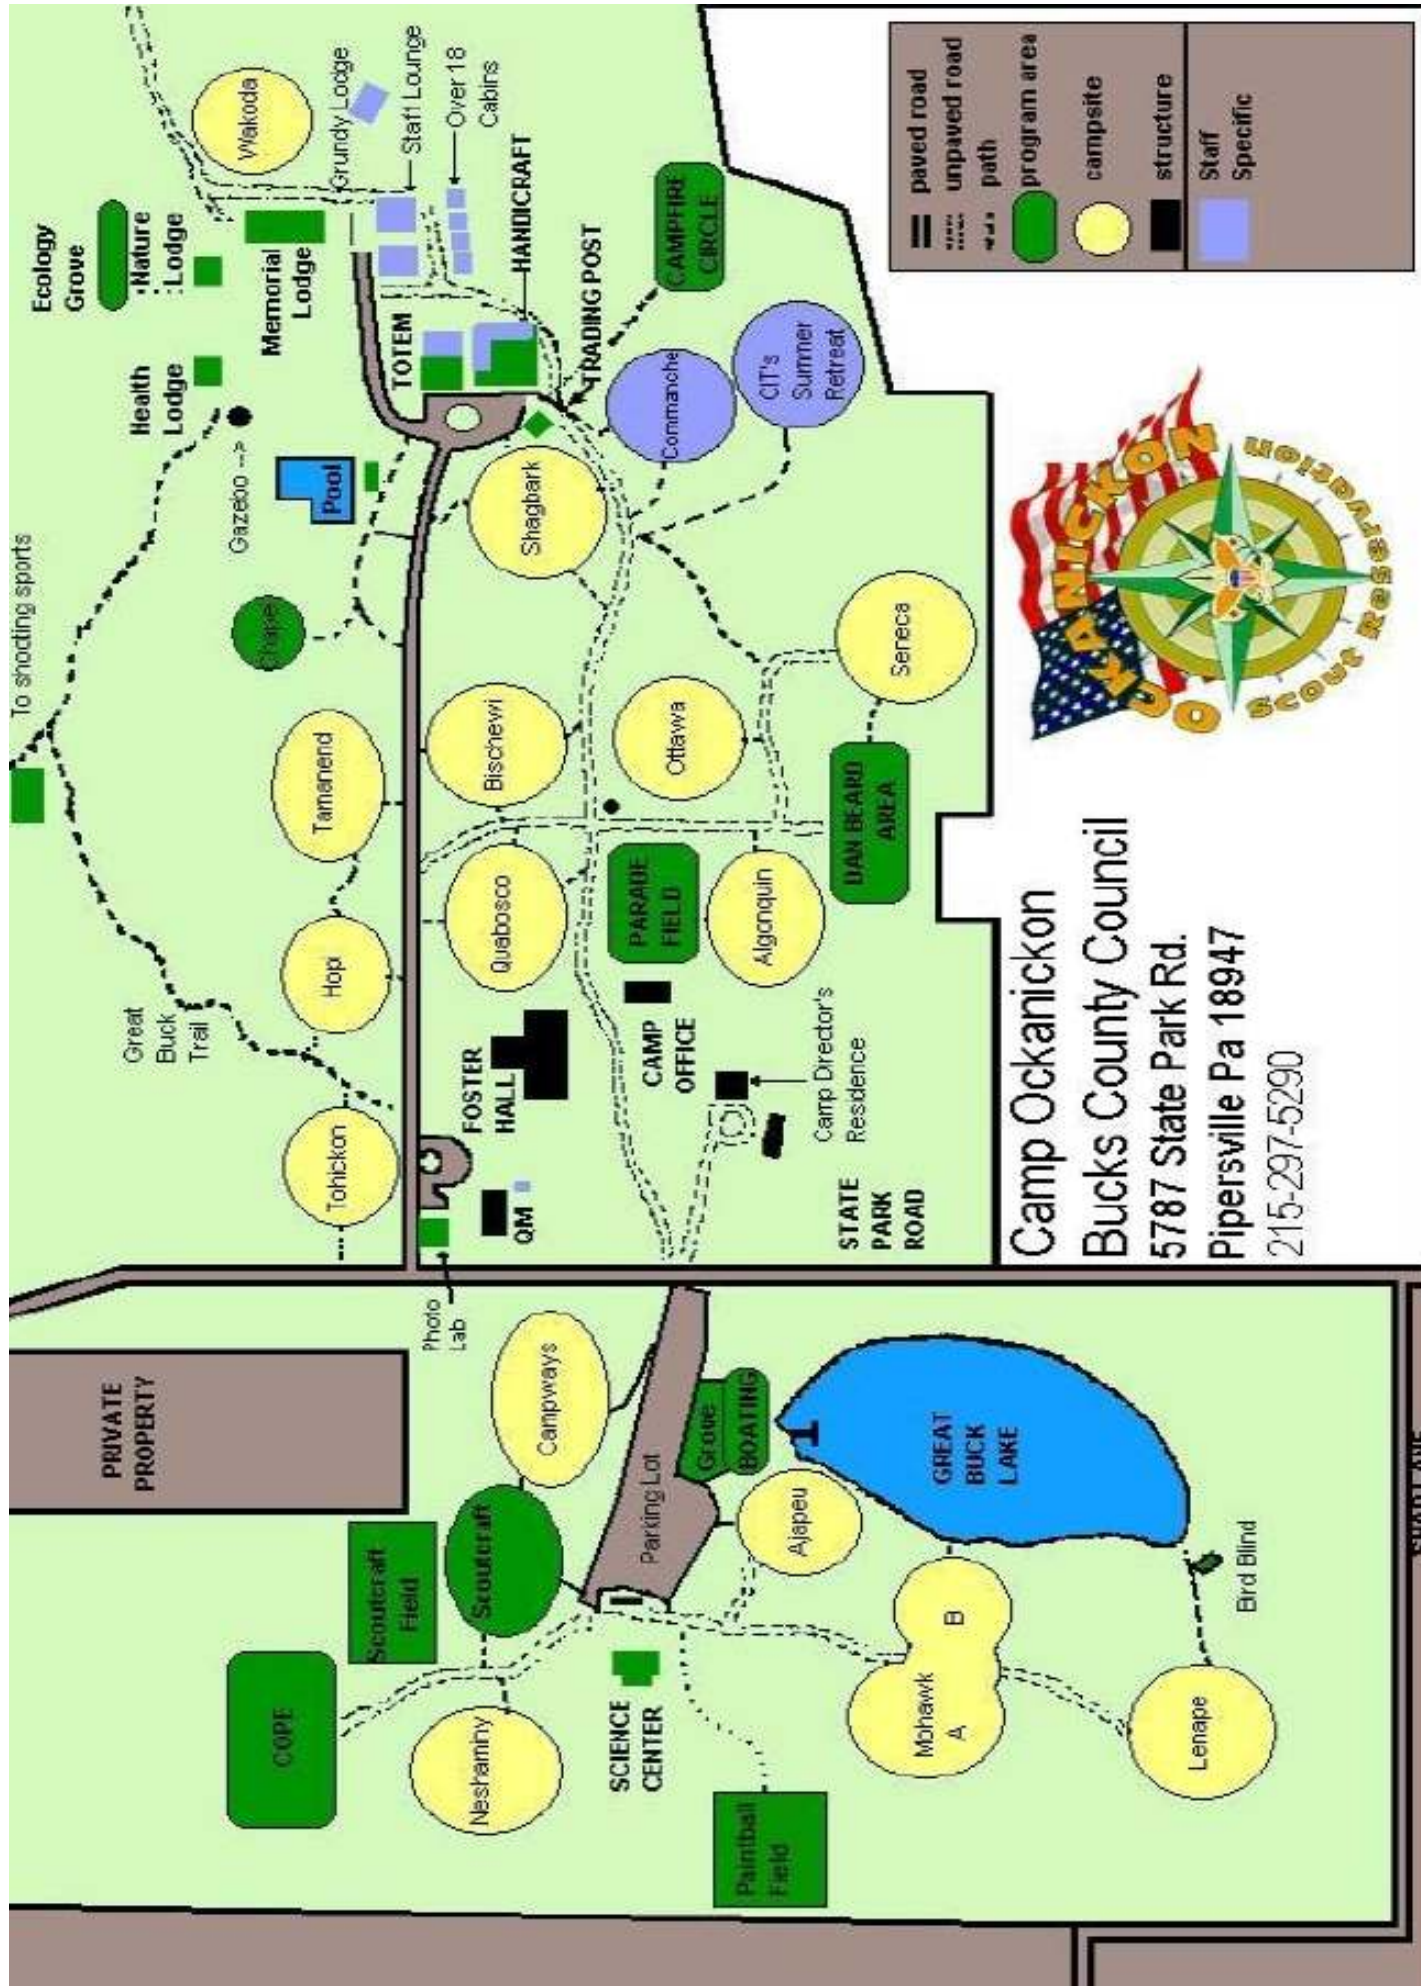 PRIVATE
PROPERTY
COPE
Scoutcraft
Field
Scoutcraft
Neshaminy
Campways
SCIENCE
CENTER
Parking Lot
Paintball
Field
Grove
BOATING
Ajapeu
Mohawk
A
B
GREAT
BUCK
LAKE
Lenape
Bird Blind
Photo
Lab
Tohickon
Great
Buck
Trail
Hopi
Tamanend
To shooting sports
Chape
Gazebo -->
Pool
Health
Lodge
Ecology
Grove
Nature
Lodge
Memorial
Lodge
Wakoda
Grundy Lodge
Staff Lounge
Over 18
Cabins
HANDICRAFT
TOTEM
TRADING POST
CAMPFIRE
CIRCLE
Commanche
CIT's
Summer
Retreat
Shagbark
Bischewi
Quabosco
Ottawa
Seneca
FOSTER
HALL
QM
PARADE
FIELD
CAMP
OFFICE
Algonquin
DAN BEARD
AREA
Camp Director's
Residence
STATE
PARK
ROAD
paved road
unpaved road
path
program area
campsite
structure
Staff
Specific
OCKANICKON
Scout Reservation
Camp Ockanickon
Bucks County Council
5787 State Park Rd.
Pipersville Pa 18947
215-297-5290